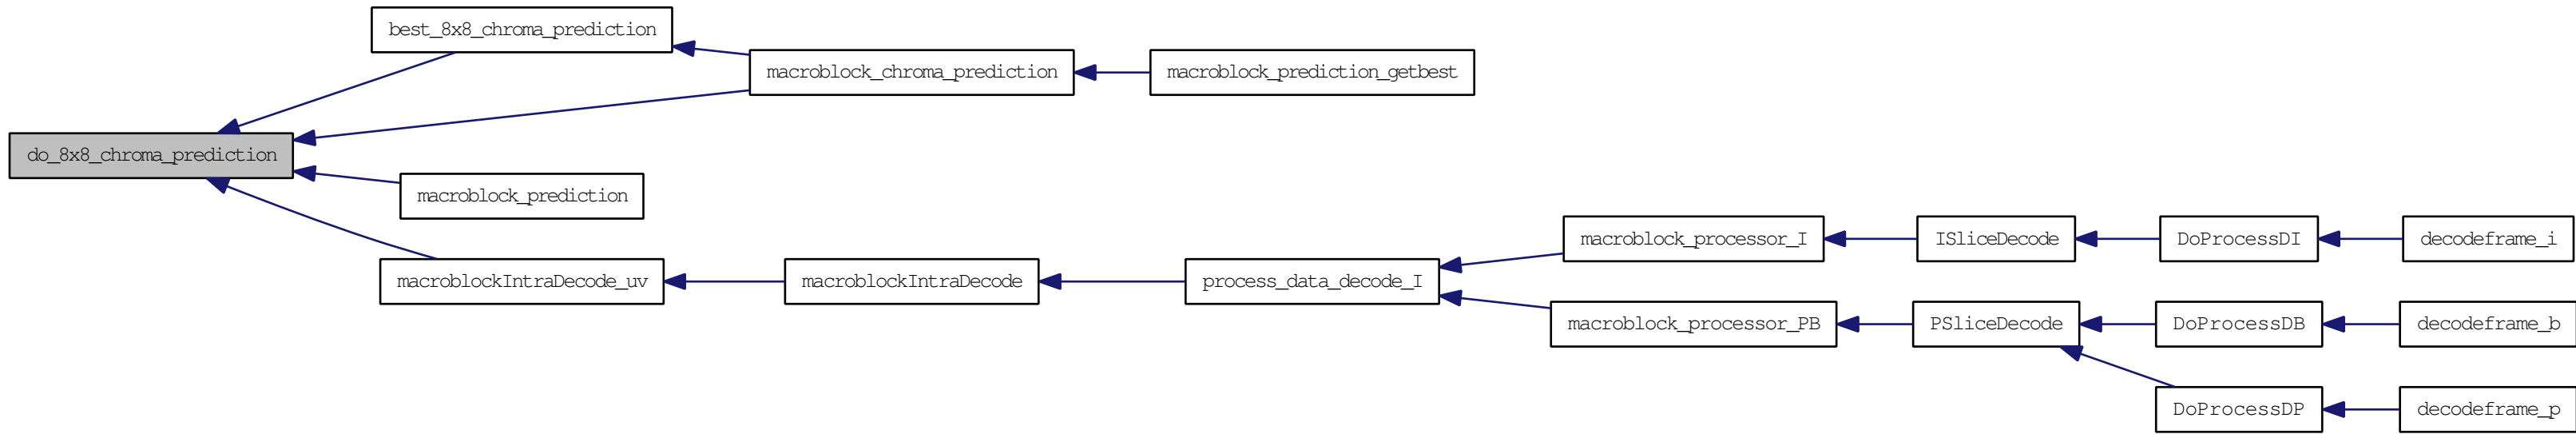 best_8x8_chroma_prediction
macroblock_chroma_prediction
macroblock_prediction_getbest
do_8x8_chroma_prediction
macroblock_prediction
macroblock_processor_I
ISliceDecode
DoProcessDI
decodeframe_i
macroblockIntraDecode_uv
macroblockIntraDecode
process_data_decode_I
macroblock_processor_PB
PSliceDecode
DoProcessDB
decodeframe_b
DoProcessDP
decodeframe_p